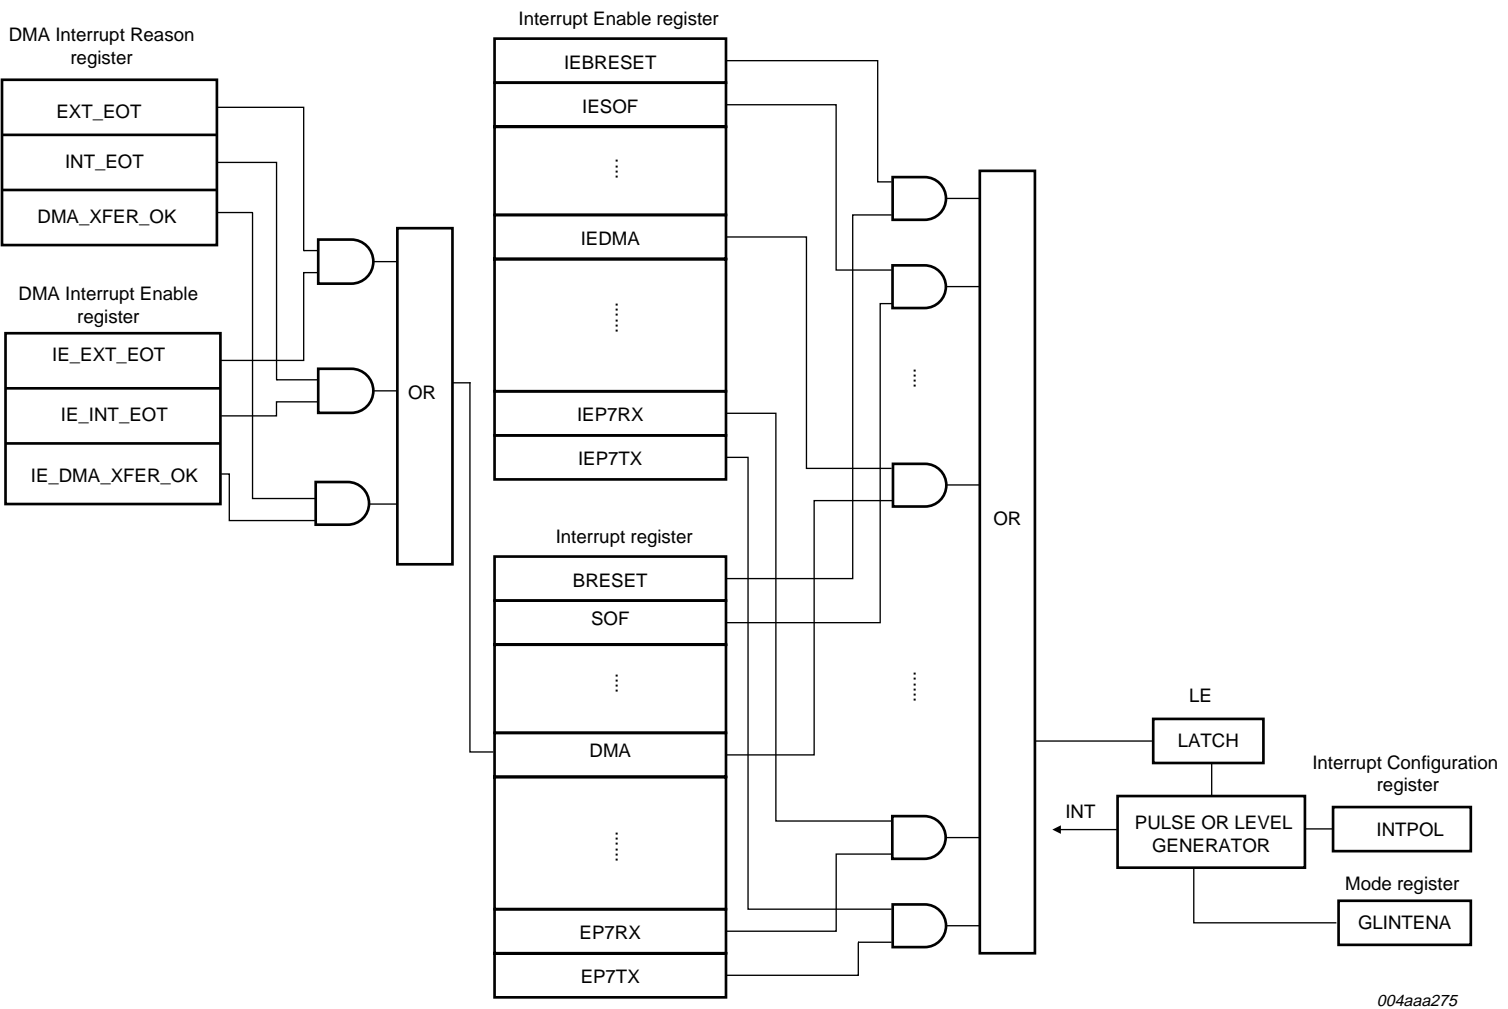 DMA Interrupt Reason
register
EXT_EOT
INT_EOT
DMA_XFER_OK
DMA Interrupt Enable
register
IE_EXT_EOT
IE_INT_EOT
IE_DMA_XFER_OK
OR
Interrupt Enable register
IEBRESET
IESOF
IEDMA
IEP7RX
IEP7TX
Interrupt register
BRESET
SOF
DMA
EP7RX
EP7TX
OR
LE
LATCH
INT
PULSE OR LEVEL
GENERATOR
Interrupt Configuration
register
INTPOL
Mode register
GLINTENA
004aaa275